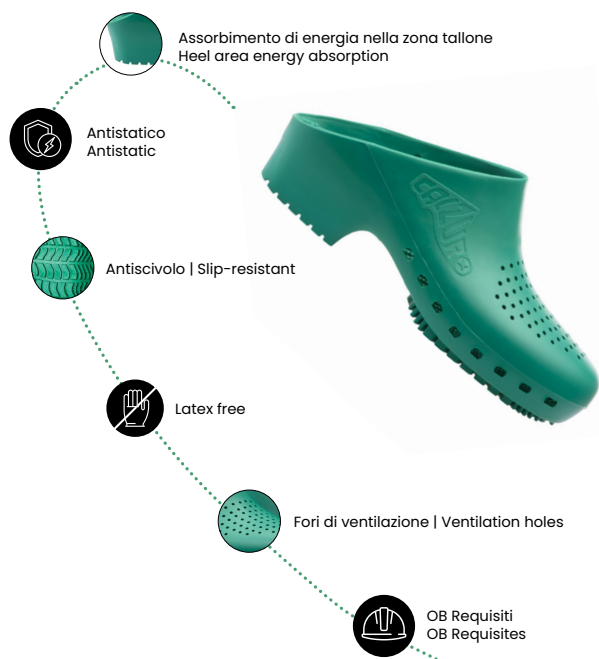 Assorbimento di energia nella zona tallone
Heel area energy absorption
Antistatico
Antistatic
CALZURO
Antiscivolo | Slip-resistant
Latex free
Fori di ventilazione | Ventilation holes
OB Requisiti
OB Requisites